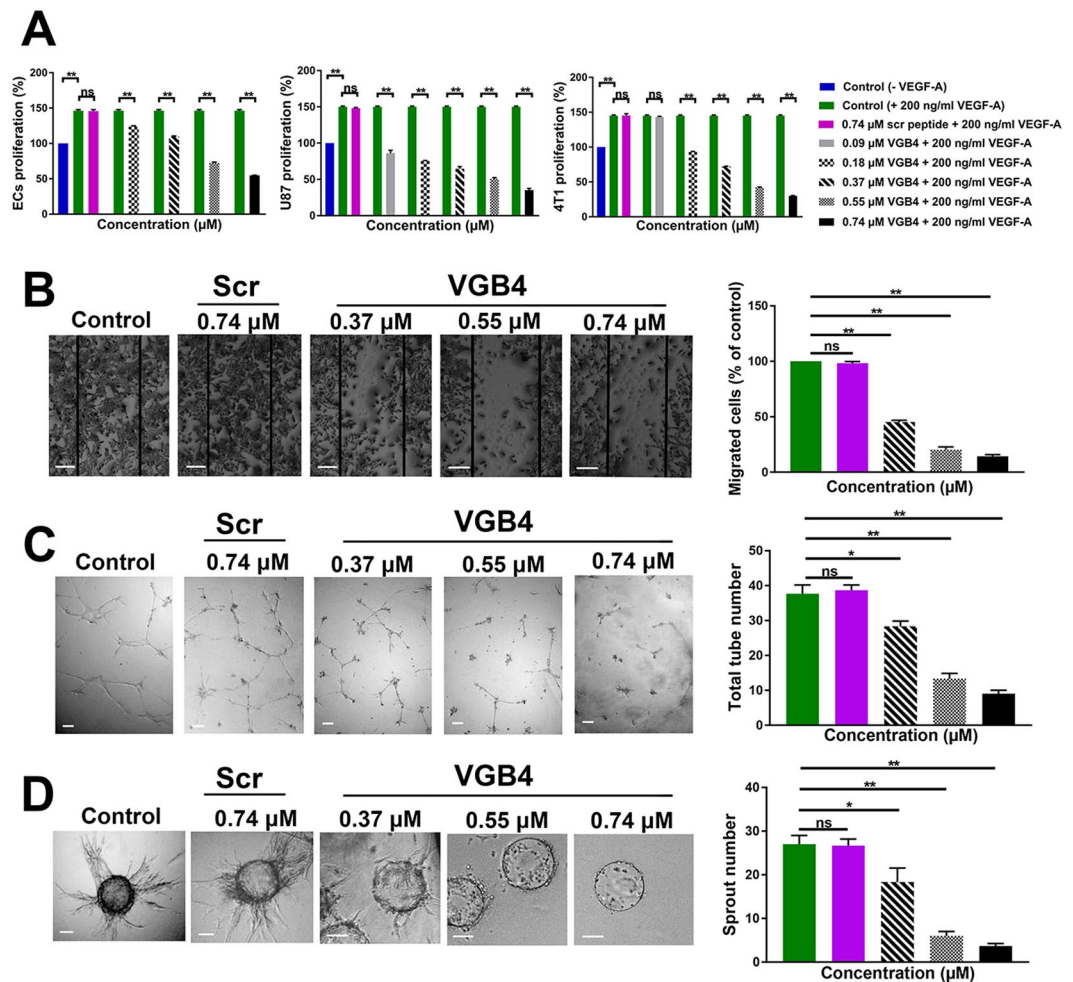 A
** ns ** ** ** **
ECs proliferation (%)
200
150
100
50
0
Concentration (µM)
** ns ** ** ** ** **
U87 proliferation (%)
200
150
100
50
0
Concentration (µM)
** ns ns ** ** ** **
4T1 proliferation (%)
200
150
100
50
0
Concentration (µM)
Control (- VEGF-A)
Control (+ 200 ng/ml VEGF-A)
0.74 µM scr peptide + 200 ng/ml VEGF-A
0.09 µM VGB4 + 200 ng/ml VEGF-A
0.18 µM VGB4 + 200 ng/ml VEGF-A
0.37 µM VGB4 + 200 ng/ml VEGF-A
0.55 µM VGB4 + 200 ng/ml VEGF-A
0.74 µM VGB4 + 200 ng/ml VEGF-A
B
Scr VGB4
Control 0.74 µM 0.37 µM 0.55 µM 0.74 µM
Migrated cells (% of control)
150
100
50
0
**
**
**
ns
Concentration (µM)
C
Scr VGB4
Control 0.74 µM 0.37 µM 0.55 µM 0.74 µM
Total tube number
50
40
30
20
10
0
**
**
*
ns
Concentration (µM)
D
Scr VGB4
Control 0.74 µM 0.37 µM 0.55 µM 0.74 µM
Sprout number
40
30
20
10
0
**
**
*
ns
Concentration (µM)